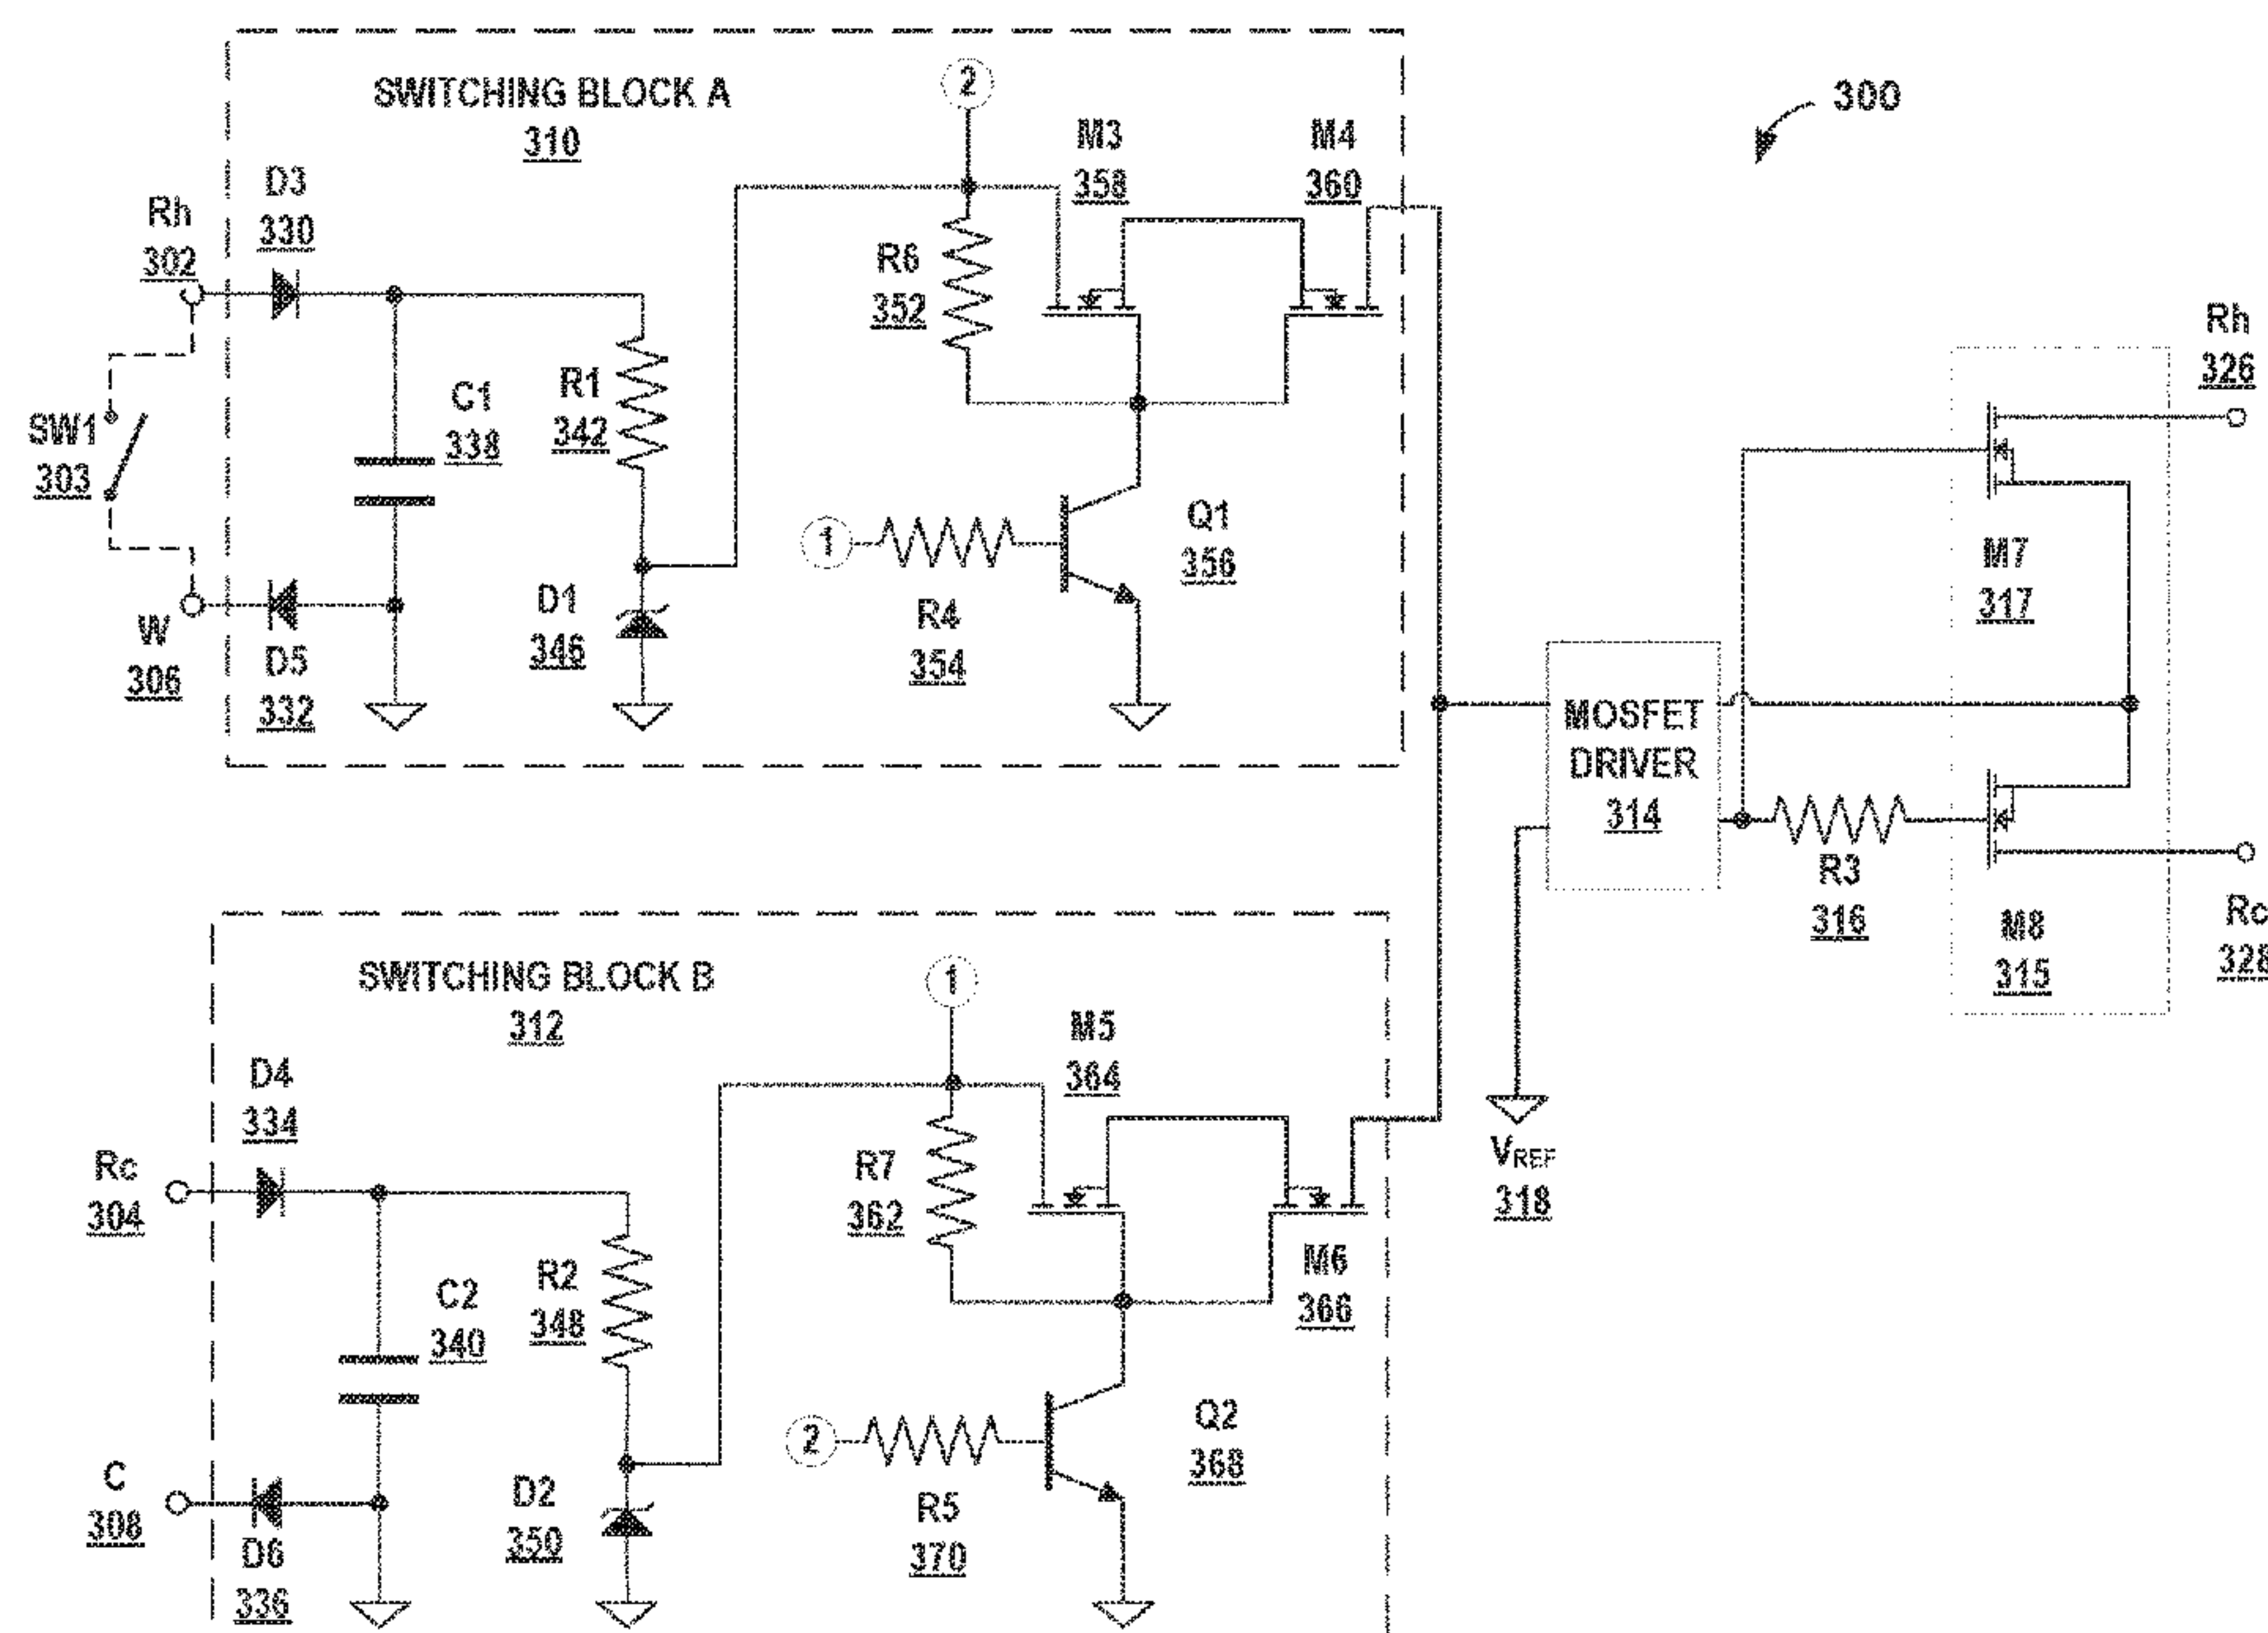 SWITCHING BLOCK A
310
2
M3
358
M4
360
300
D3
330
Rh
302
R6
352
SW1
303
C1
338
R1
342
Rh
326
W
306
D5
332
D1
346
1
R4
354
Q1
356
M7
317
MOSFET
DRIVER
314
R3
316
M8
315
Rc
328
SWITCHING BLOCK B
312
1
M5
364
D4
334
Rc
304
R7
362
VREF
318
C2
340
R2
348
M6
366
C
308
D6
336
D2
350
2
R5
370
Q2
368